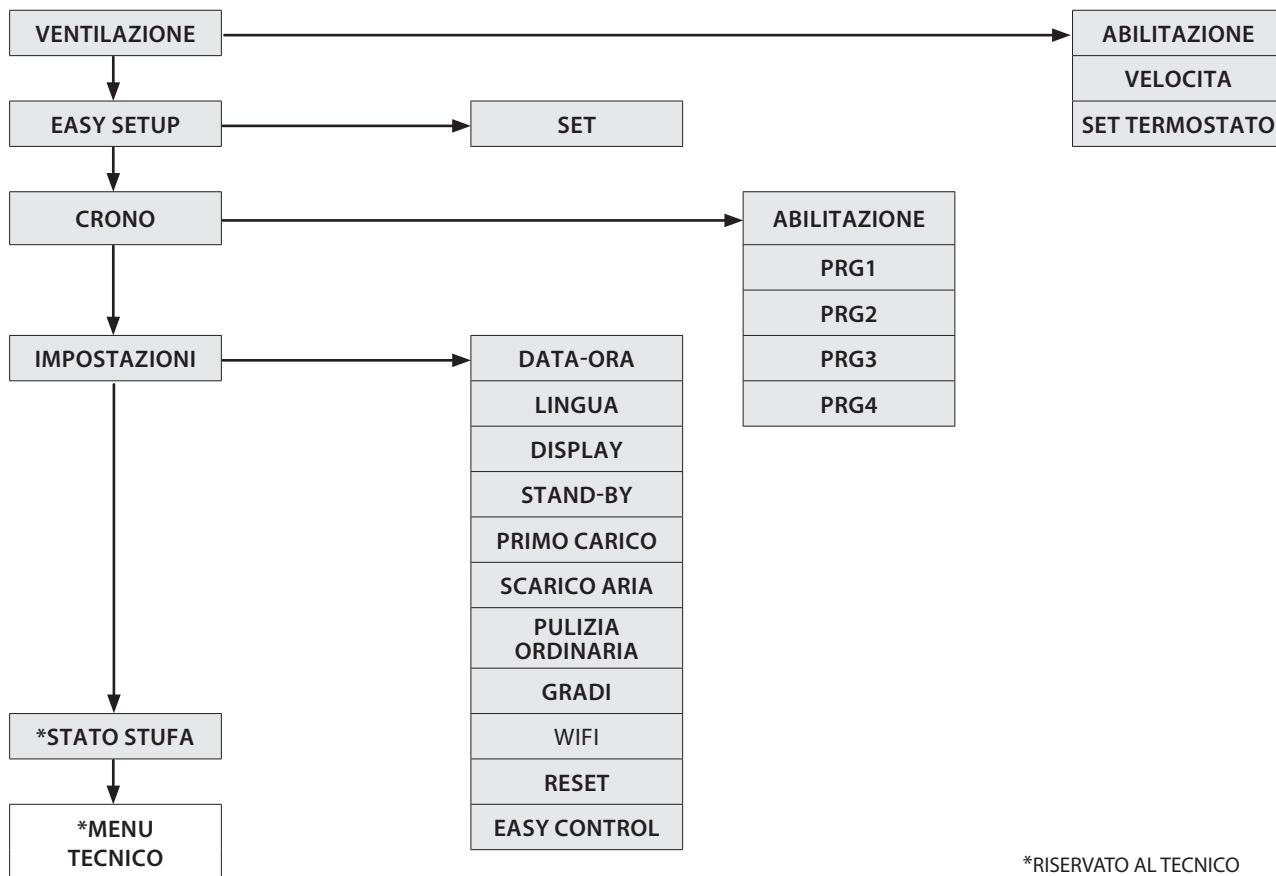 VENTILAZIONE
ABILITAZIONE
VELOCITA
SET TERMOSTATO
EASY SETUP
SET
CRONO
ABILITAZIONE
PRG1
PRG2
PRG3
PRG4
IMPOSTAZIONI
DATA-ORA
LINGUA
DISPLAY
STAND-BY
PRIMO CARICO
SCARICO ARIA
PULIZIA
ORDINARIA
GRADI
WIFI
RESET
EASY CONTROL
*STATO STUFA
*MENU
TECNICO
*RISERVATO AL TECNICO